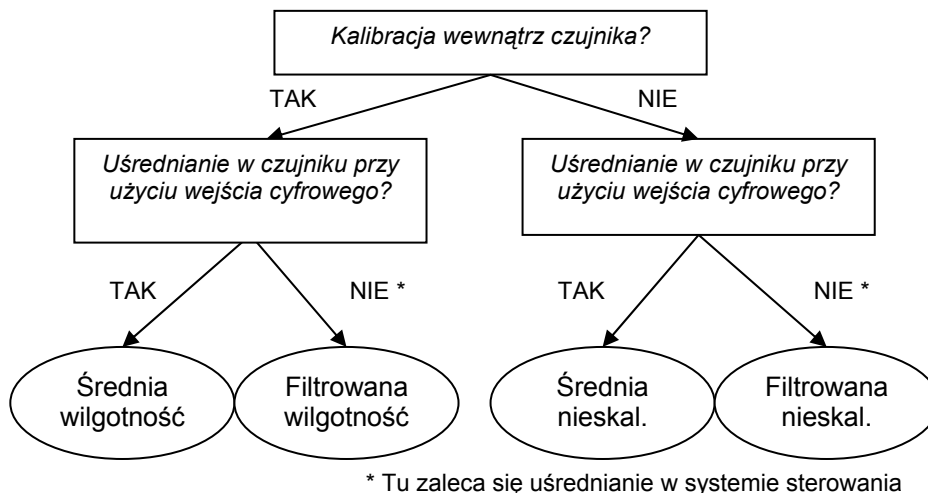 Kalibracja wewnątrz czujnika?
TAK
NIE
Uśrednianie w czujniku przy
użyciu wejścia cyfrowego?
Uśrednianie w czujniku przy
użyciu wejścia cyfrowego?
TAK
NIE *
TAK
NIE *
Średnia
wilgotność
Filtrowana
wilgotność
Średnia
nieskal.
Filtrowana
nieskal.
* Tu zaleca się uśrednianie w systemie sterowania